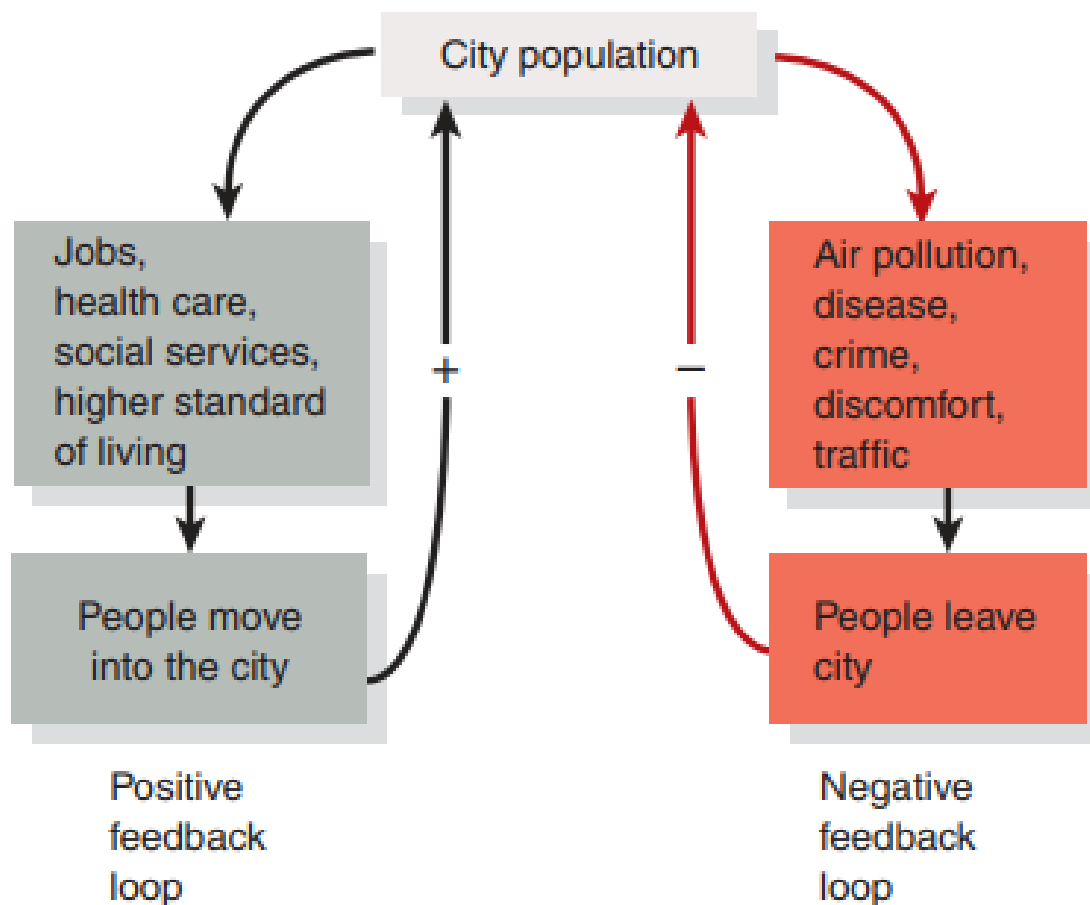 City population
Jobs,
health care,
social services,
higher standard
of living
People move
into the city
+
−
Air pollution,
disease,
crime,
discomfort,
traffic
People leave
city
Positive
feedback
loop
Negative
feedback
loop